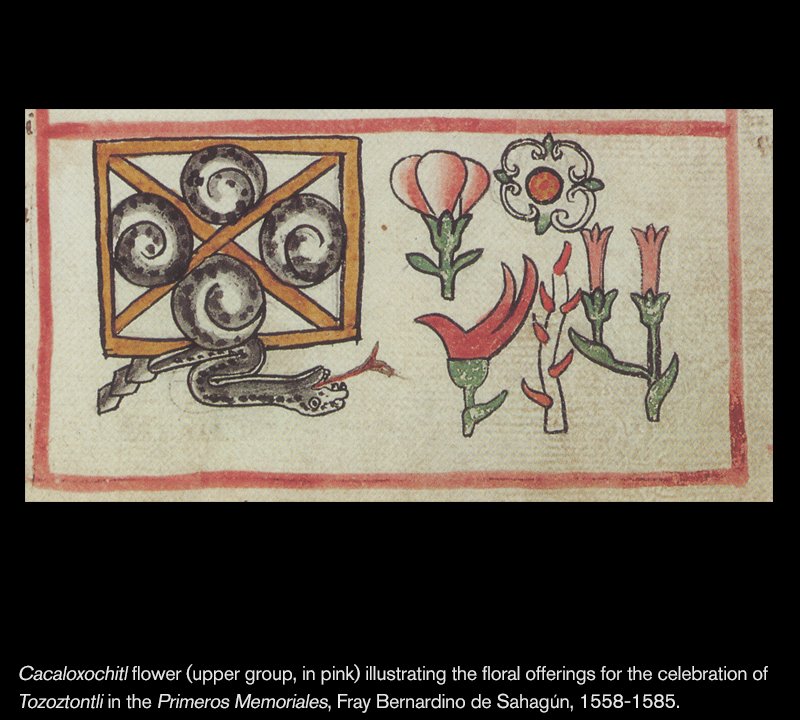 Cacaloxochitl flower (upper group, in pink) illustrating the floral offerings for the celebration of
Tozoztontli in the Primeros Memoriales, Fray Bernardino de Sahagún, 1558-1585.